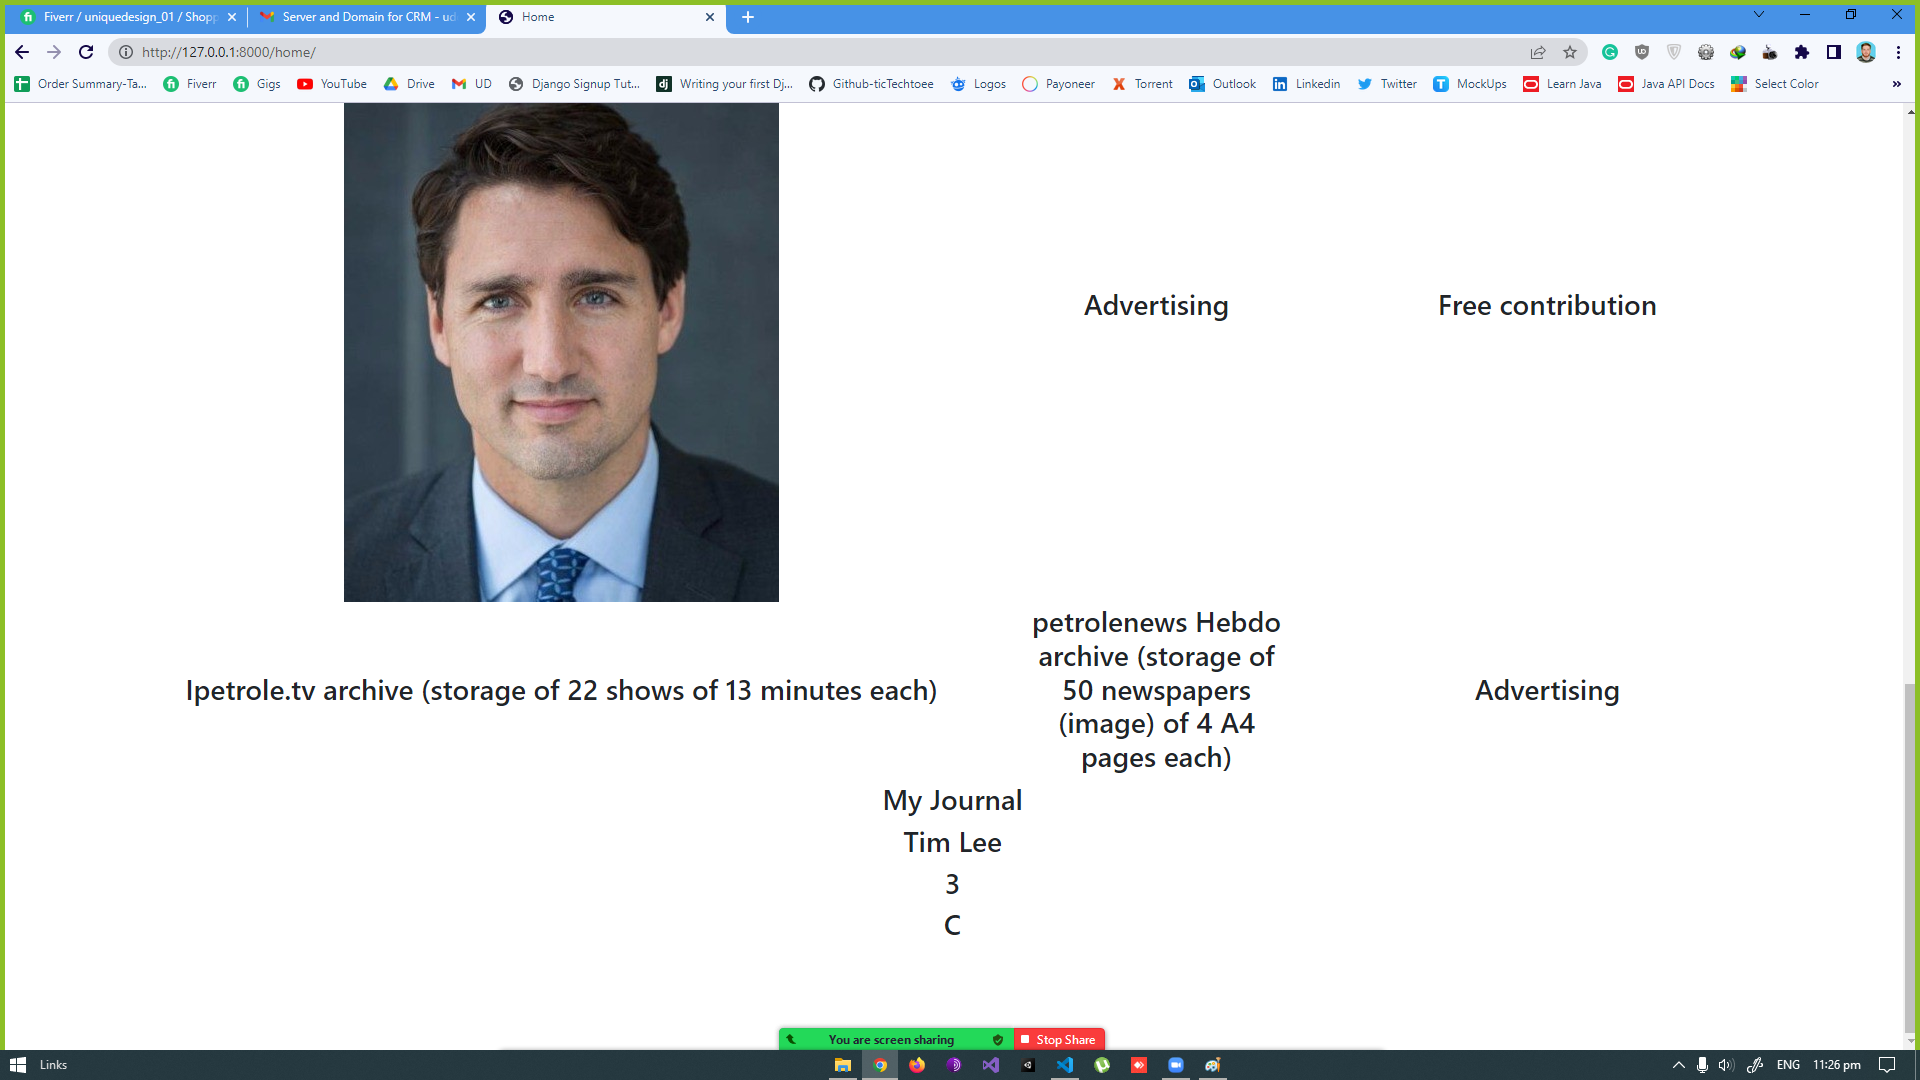 Fiverr / uniquedesign_01 / Shopp
Server and Domain for CRM - ud
Home
http://127.0.0.1:8000/home/
Order Summary-Ta...
Fiverr
Gigs
YouTube
Drive
UD
Django Signup Tut...
Writing your first Dj...
Github-ticTechtoee
Logos
Payoneer
Torrent
Outlook
Linkedin
Twitter
MockUps
Learn Java
Java API Docs
Select Color
Advertising
Free contribution
lpetrole.tv archive (storage of 22 shows of 13 minutes each)
petrolenews Hebdo
archive (storage of
50 newspapers
(image) of 4 A4
pages each)
Advertising
My Journal
Tim Lee
3
C
You are screen sharing
Stop Share
Links
ENG
11:26 pm